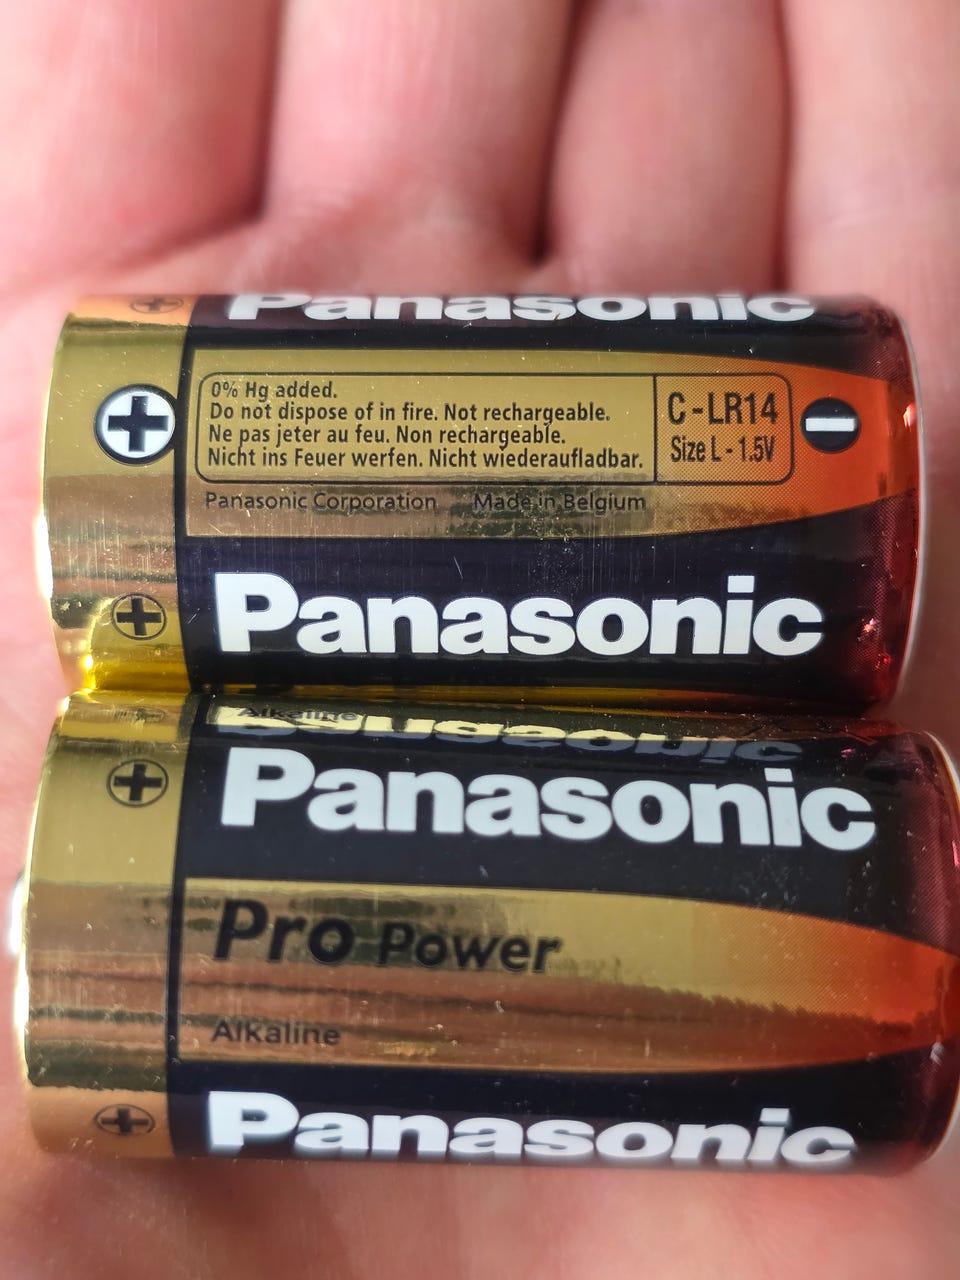 Panasonic
0% Hg added.
Do not dispose of in fire. Not rechargeable.
Ne pas jeter au feu. Non rechargeable.
Nicht ins Feuer werfen. Nicht wiederaufladbar.
C-LR14
Size L - 1.5V
Panasonic Corporation Made in Belgium
Panasonic
Alkaline
Panasonic
Pro Power
Alkaline
Panasonic